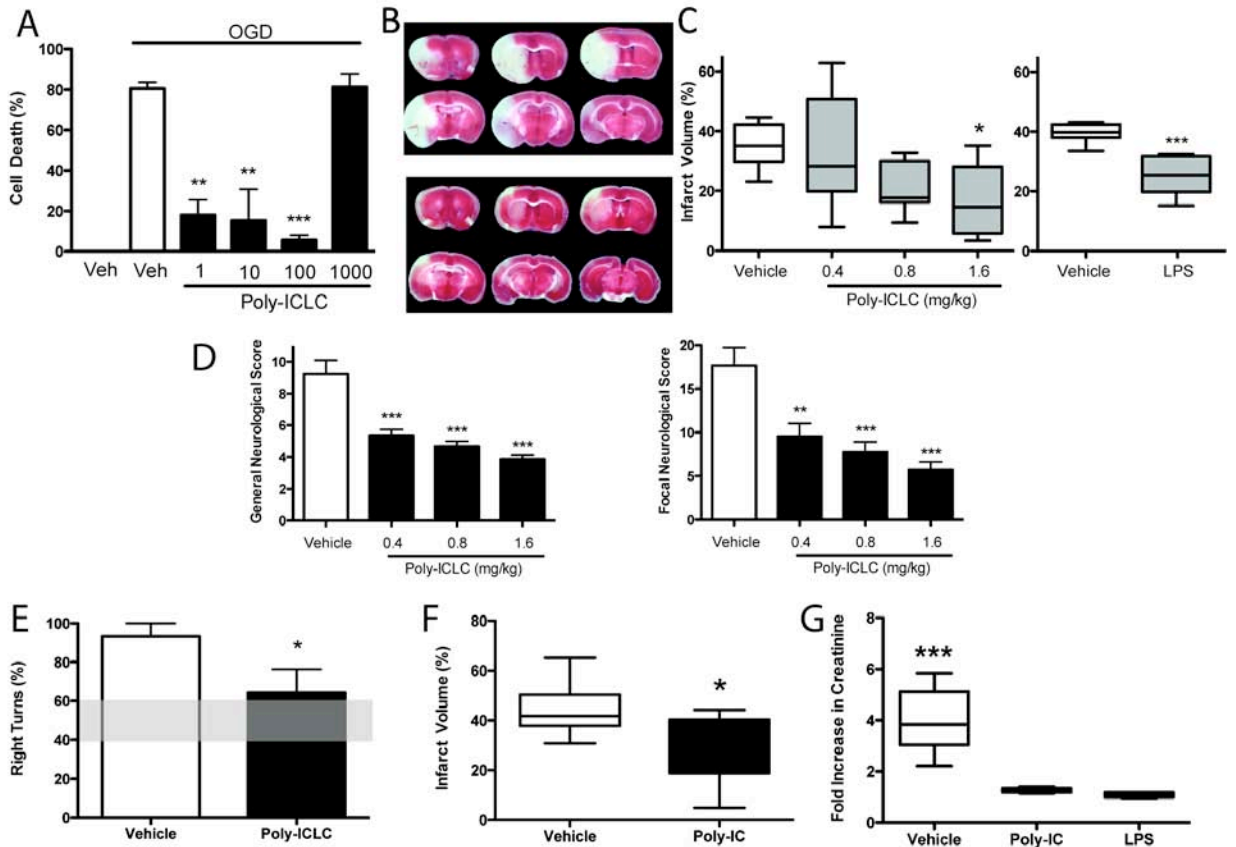 A
OGD
Cell Death (%)
100
80
60
40
20
0
Veh
Veh
1
10
100
1000
**
**
***
Poly-ICLC
B
C
Infarct Volume (%)
60
40
20
0
*
Vehicle
0.4
0.8
1.6
Poly-ICLC (mg/kg)
60
40
20
0
***
Vehicle
LPS
D
General Neurological Score
10
8
6
4
2
0
***
***
***
Vehicle
0.4
0.8
1.6
Poly-ICLC (mg/kg)
Focal Neurological Score
20
15
10
5
0
**
***
***
Vehicle
0.4
0.8
1.6
Poly-ICLC (mg/kg)
E
Right Turns (%)
100
80
60
40
20
0
*
Vehicle
Poly-ICLC
F
Infarct Volume (%)
80
60
40
20
0
*
Vehicle
Poly-IC
G
Fold Increase in Creatinine
8
6
4
2
0
***
Vehicle
Poly-IC
LPS